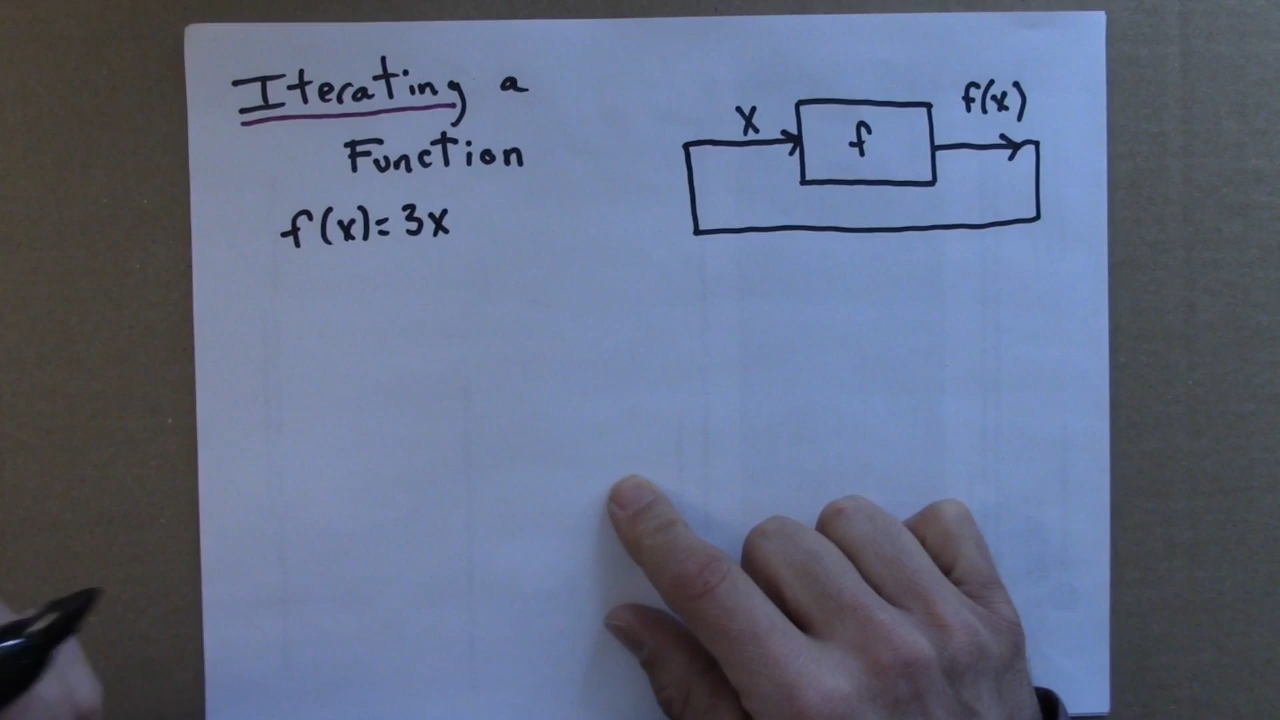 Iterating a
Function
f(x)= 3x
x
f
f(x)